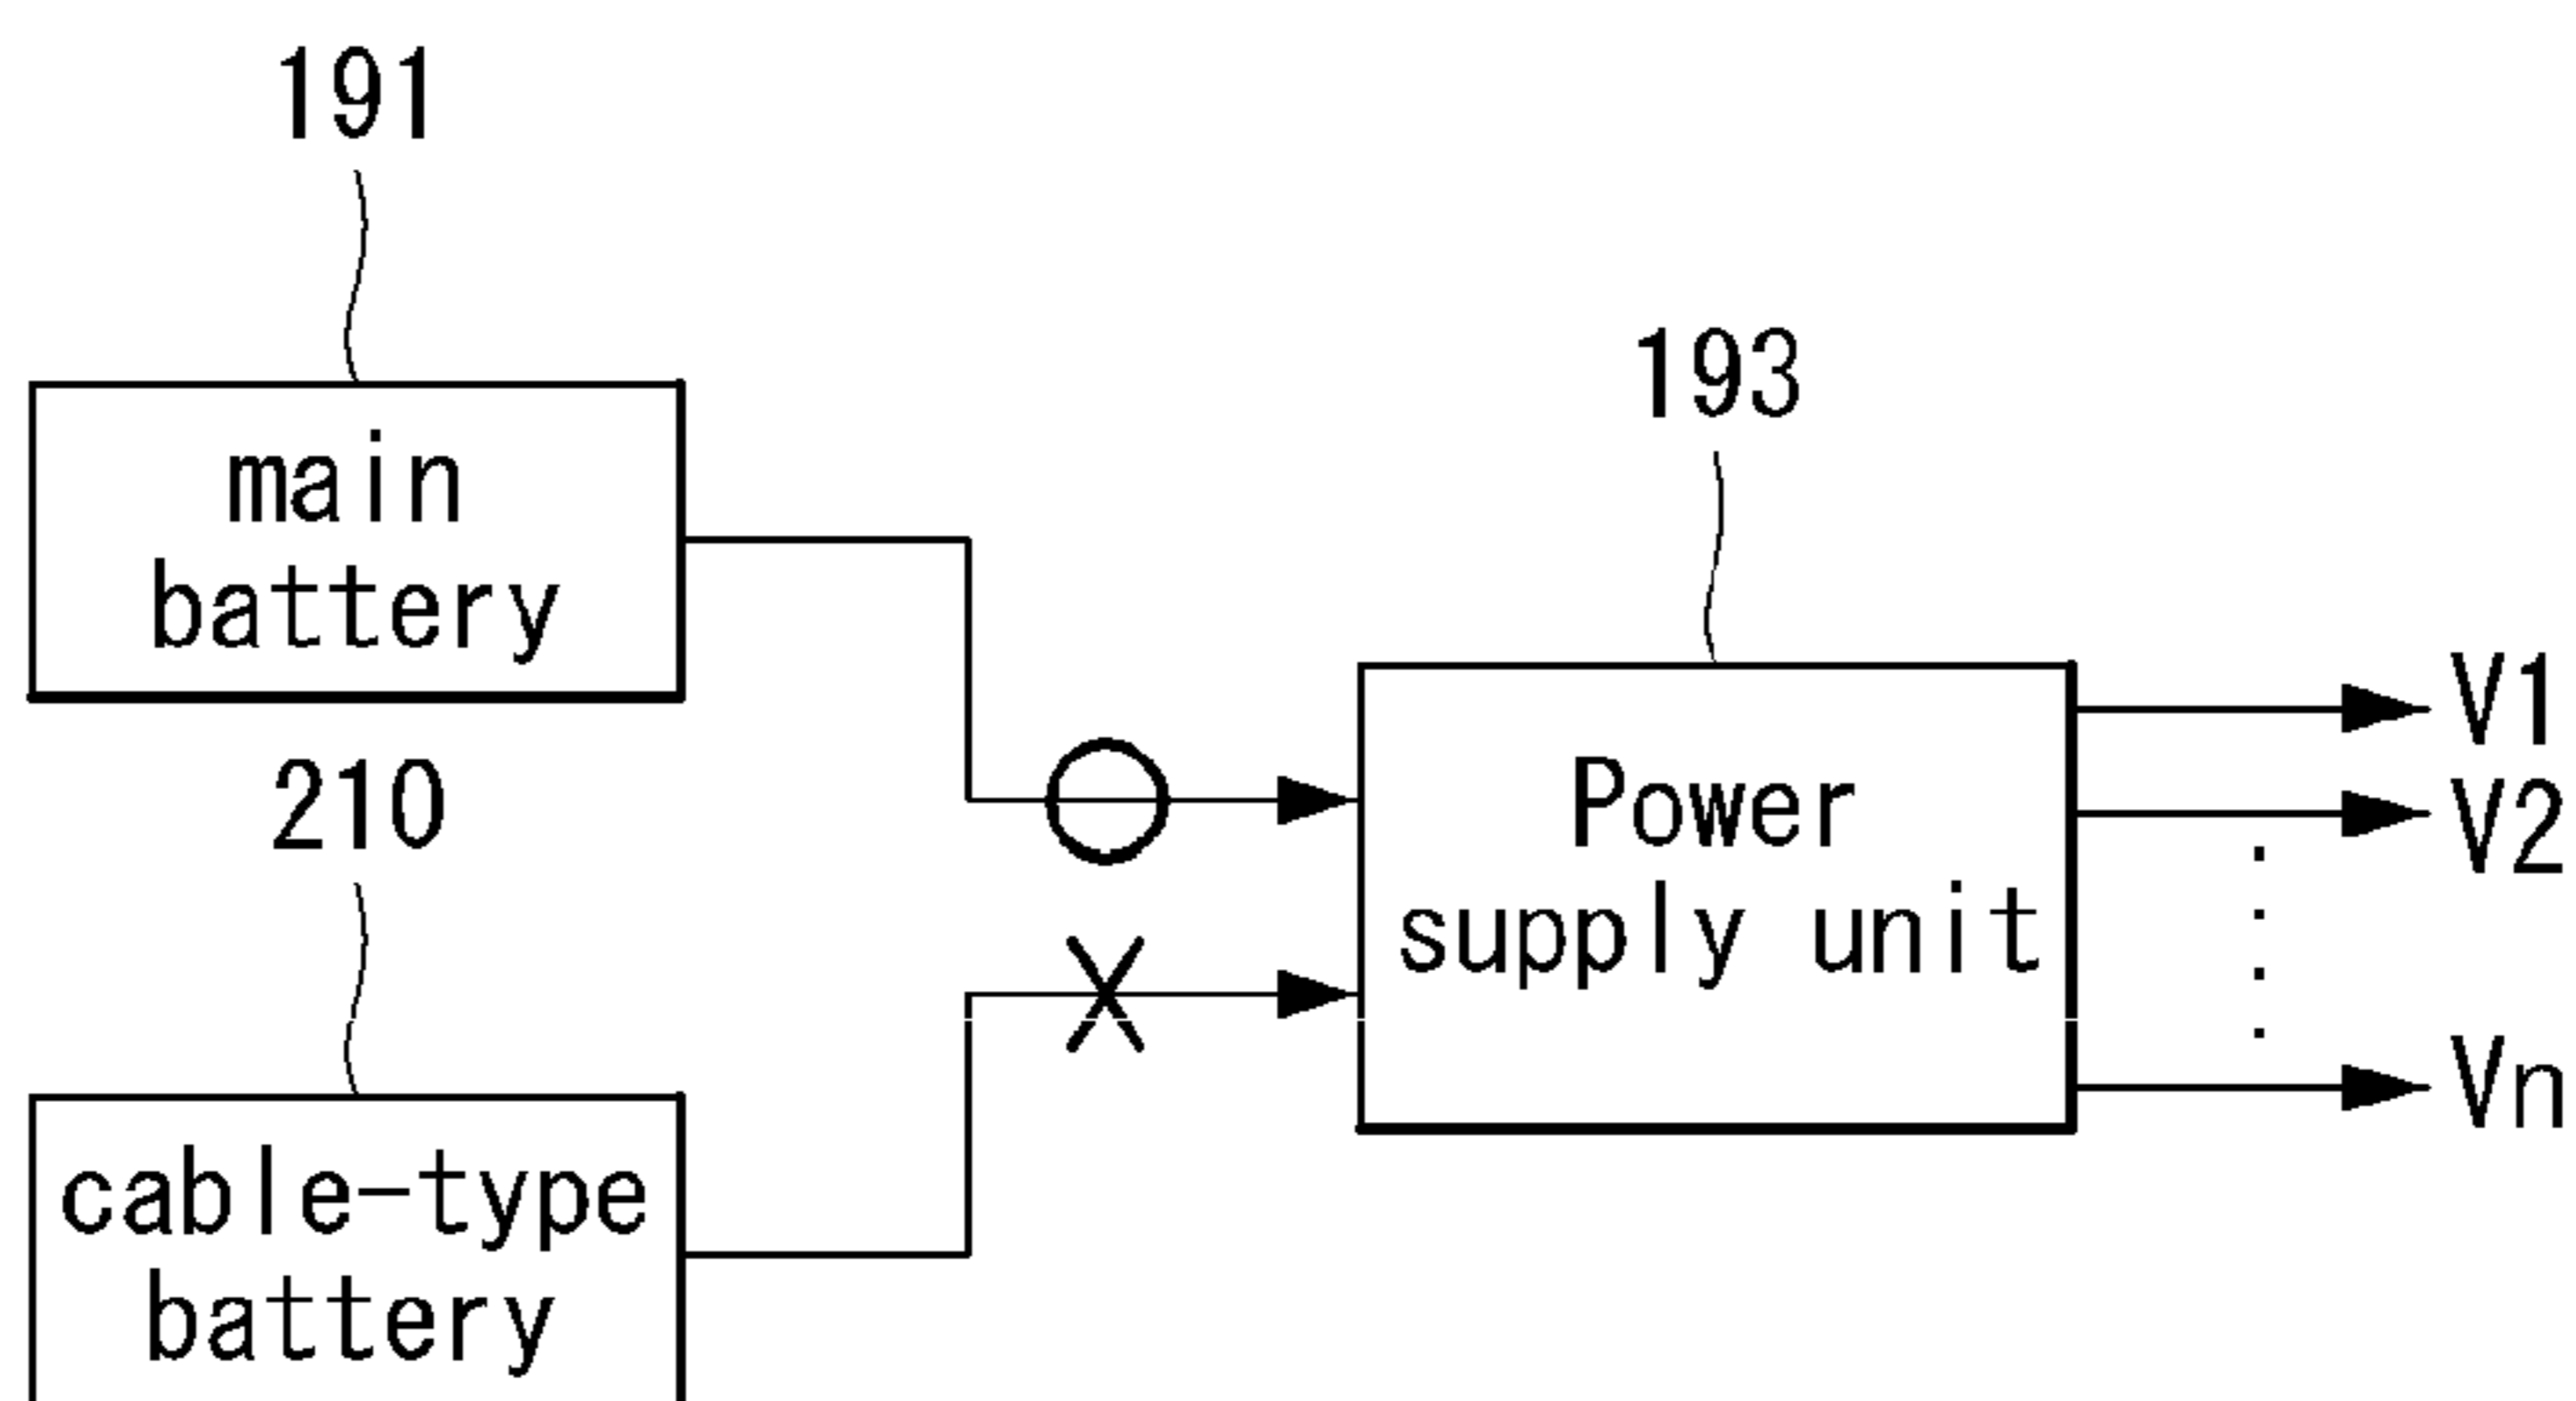 191
main
battery
193
Power
supply unit
V1
V2
Vn
210
cable-type
battery